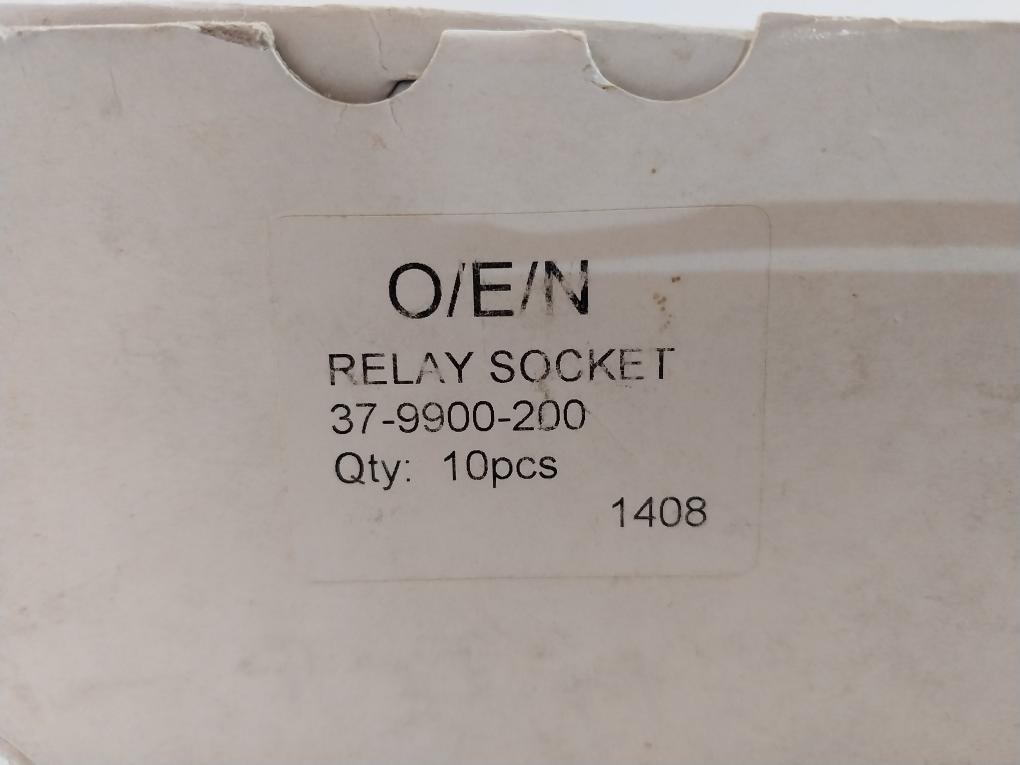 O/E/N
RELAY SOCKET
37-9900-200
Qty: 10pcs
1408